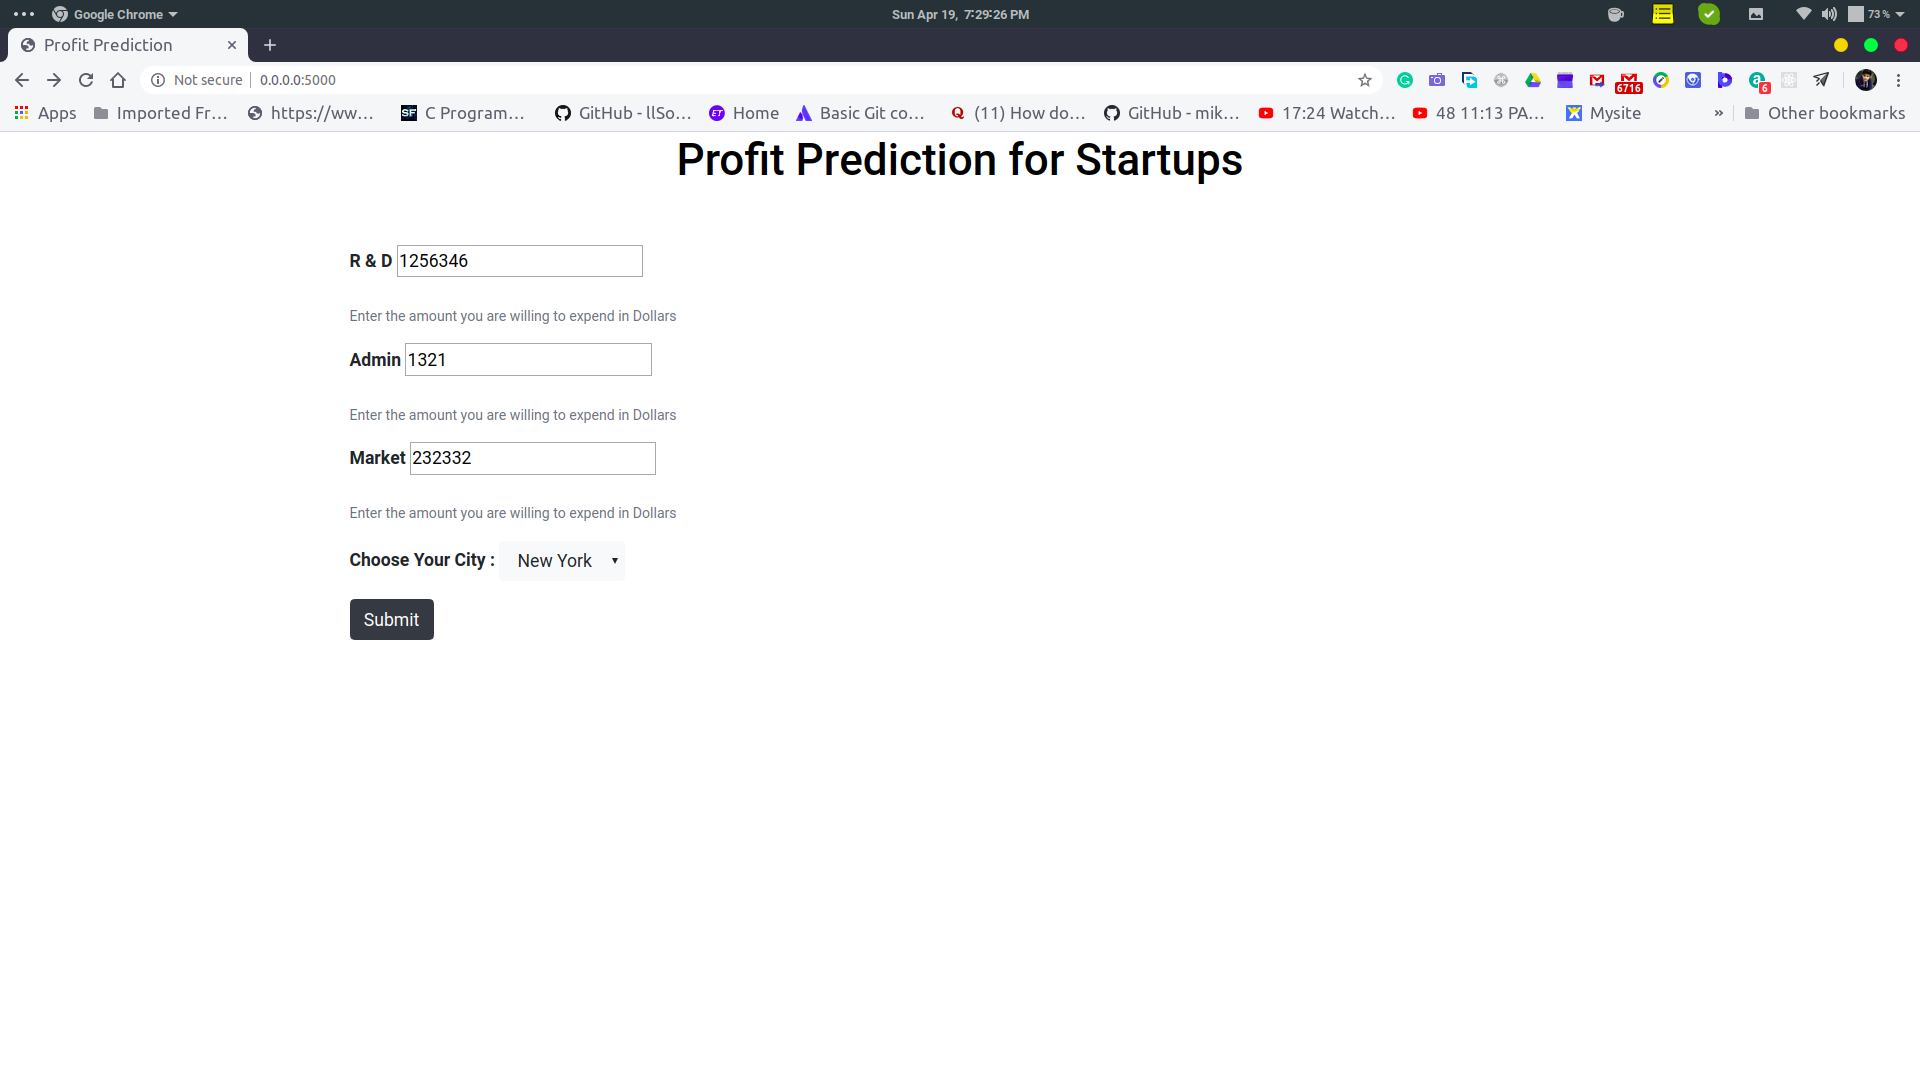 Google Chrome
Sun Apr 19, 7:29:26 PM
73 %
Profit Prediction
Not secure
0.0.0.0:5000
6716
6
Apps
Imported Fr...
https://ww...
SF
C Program...
GitHub - llSo...
ET
Home
Basic Git co...
Q
(11) How do...
GitHub - mik...
17:24 Watch...
48 11:13 PA...
Mysite
»
Other bookmarks
Profit Prediction for Startups
R & D 1256346
Enter the amount you are willing to expend in Dollars
Admin 1321
Enter the amount you are willing to expend in Dollars
Market 232332
Enter the amount you are willing to expend in Dollars
Choose Your City : New York
Submit